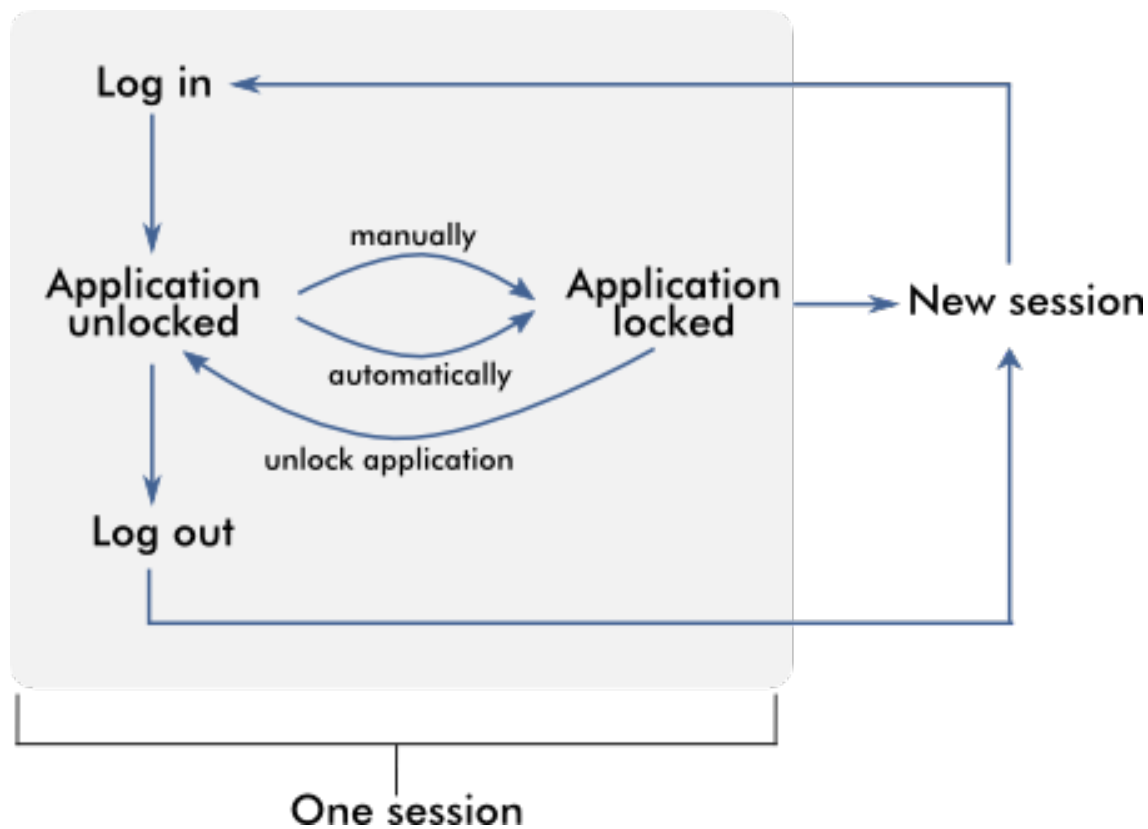 Log in
manually
Application
unlocked
Application
locked
New session
automatically
unlock application
Log out
One session